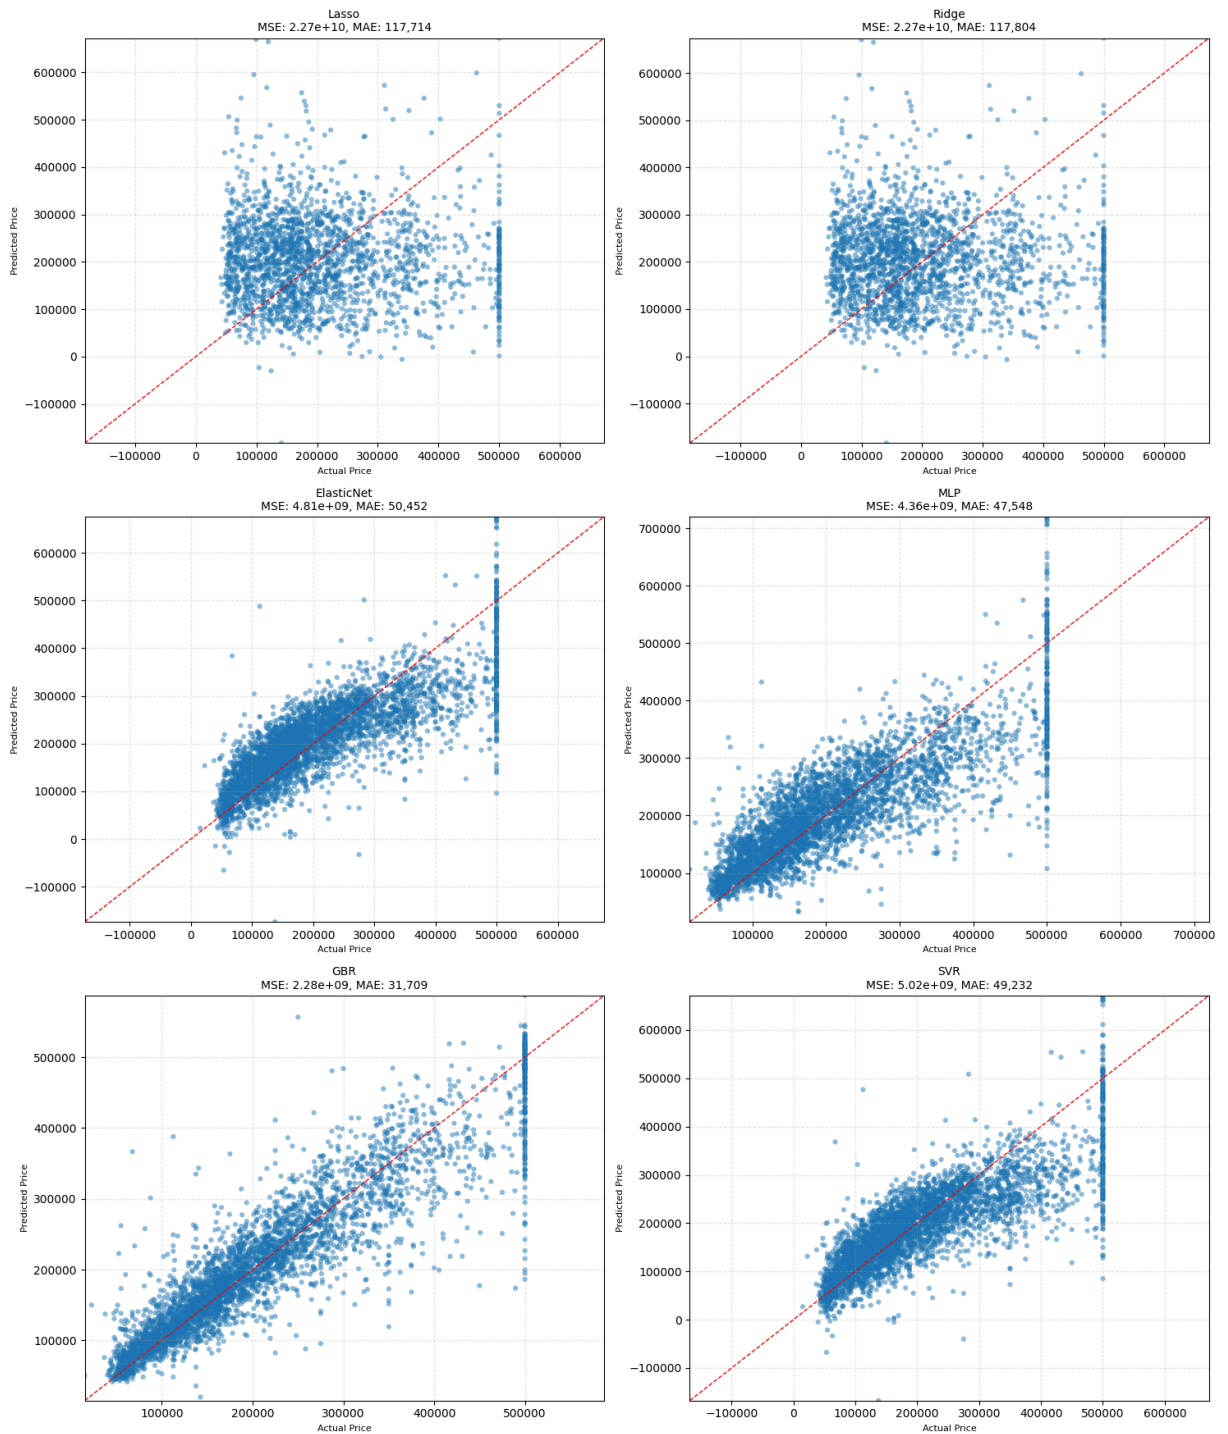 Lasso
MSE: 2.27e+10, MAE: 117,714
600000
500000
400000
300000
200000
100000
0
−100000
Predicted Price
−100000 0 100000 200000 300000 400000 500000 600000
Actual Price
Ridge
MSE: 2.27e+10, MAE: 117,804
600000
500000
400000
300000
200000
100000
0
−100000
Predicted Price
−100000 0 100000 200000 300000 400000 500000 600000
Actual Price
ElasticNet
MSE: 4.81e+09, MAE: 50,452
600000
500000
400000
300000
200000
100000
0
−100000
Predicted Price
−100000 0 100000 200000 300000 400000 500000 600000
Actual Price
MLP
MSE: 4.36e+09, MAE: 47,548
700000
600000
500000
400000
300000
200000
100000
Predicted Price
100000 200000 300000 400000 500000 600000 700000
Actual Price
GBR
MSE: 2.28e+09, MAE: 31,709
500000
400000
300000
200000
100000
Predicted Price
100000 200000 300000 400000 500000
Actual Price
SVR
MSE: 5.02e+09, MAE: 49,232
600000
500000
400000
300000
200000
100000
0
−100000
Predicted Price
−100000 0 100000 200000 300000 400000 500000 600000
Actual Price